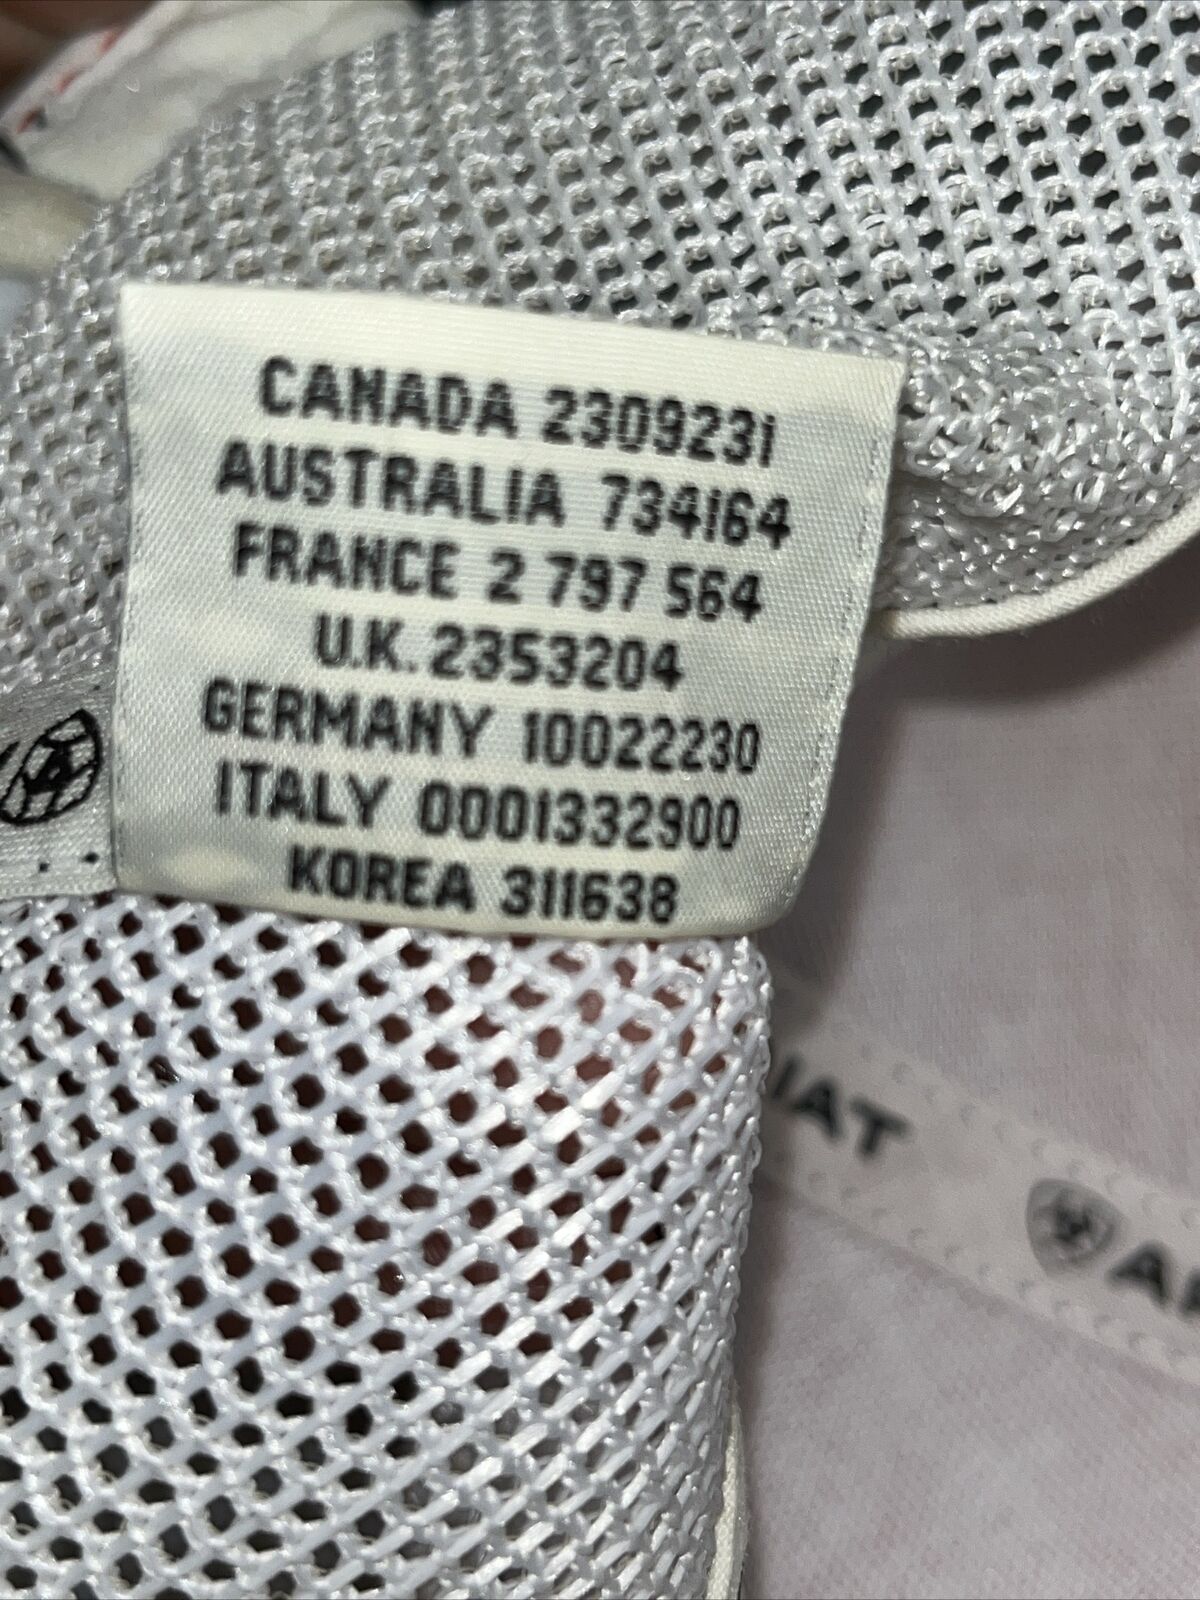 CANADA 2309231
AUSTRALIA 734164
FRANCE 2 797 564
U.K. 2353204
GERMANY 10022230
ITALY 0001332900
KOREA 311638
IAT
A